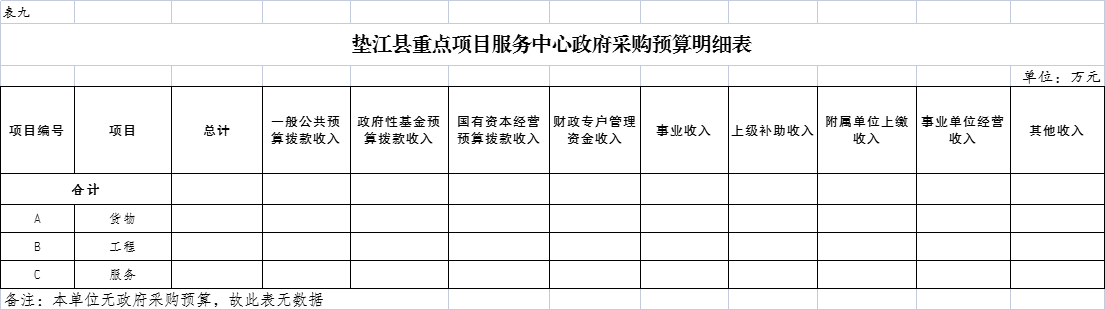 表九
垫江县重点项目服务中心政府采购预算明细表
单位：万元
项目编号 项目 总计 一般公共预算拨款收入 政府性基金预算拨款收入 国有资本经营预算拨款收入 财政专户管理资金收入 事业收入 上级补助收入 附属单位上缴收入 事业单位经营收入 其他收入
合计
A 货物
B 工程
C 服务
备注：本单位无政府采购预算，故此表无数据